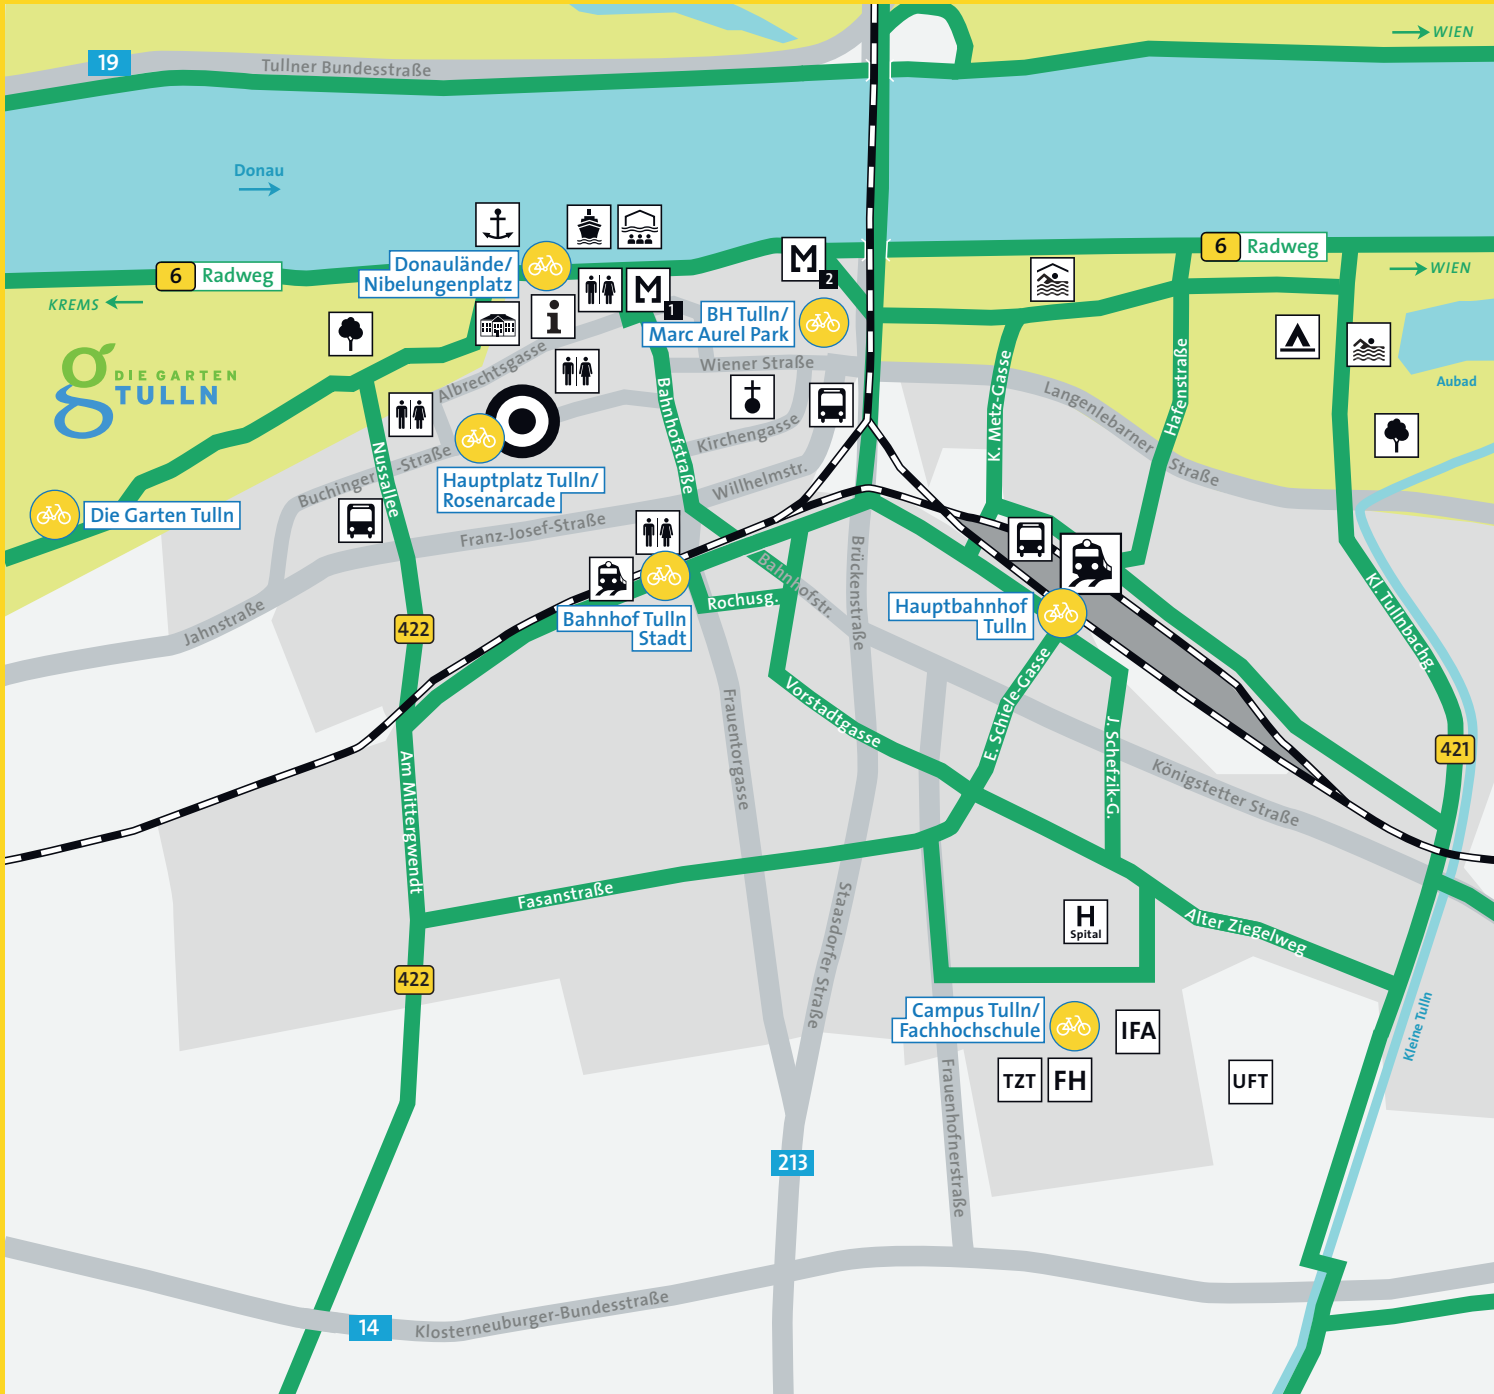 WIEN
19
Tullner Bundesstraße
Donau
Donaulände/
Nibelungenplatz
6 Radweg
KREMS
6 Radweg
WIEN
M
2
M
1
i
BH Tulln/
Marc Aurel Park
DIE GARTEN
TULLN
Albrechtsgasse
Wiener Straße
Bahnhofstraße
Kirchengasse
Willhelmstr.
K. Metz-Gasse
Langenlebarner
Straße
Hafenstraße
Aubad
Nussallee
Buchinger-
-Straße
Hauptplatz Tulln/
Rosenarcade
Die Garten Tulln
Franz-Josef-Straße
Jahnstraße
Brückenstraße
Bahnhofstr.
Rochusg.
Bahnhof Tulln
Stadt
Hauptbahnhof
Tulln
Kl. Tullnbachg.
422
Frauentorgasse
Vorstadtgasse
E. Schiele-Gasse
J. Schefzik-G.
421
Königstetter Straße
Am Mittergwendt
Fasanstraße
Staasdorfer Straße
H
Spital
Alter Ziegelweg
422
Campus Tulln/
Fachhochschule
IFA
TZT
FH
UFT
Kleine Tulln
Frauenhofnerstraße
213
14
Klosterneuburger-Bundesstraße